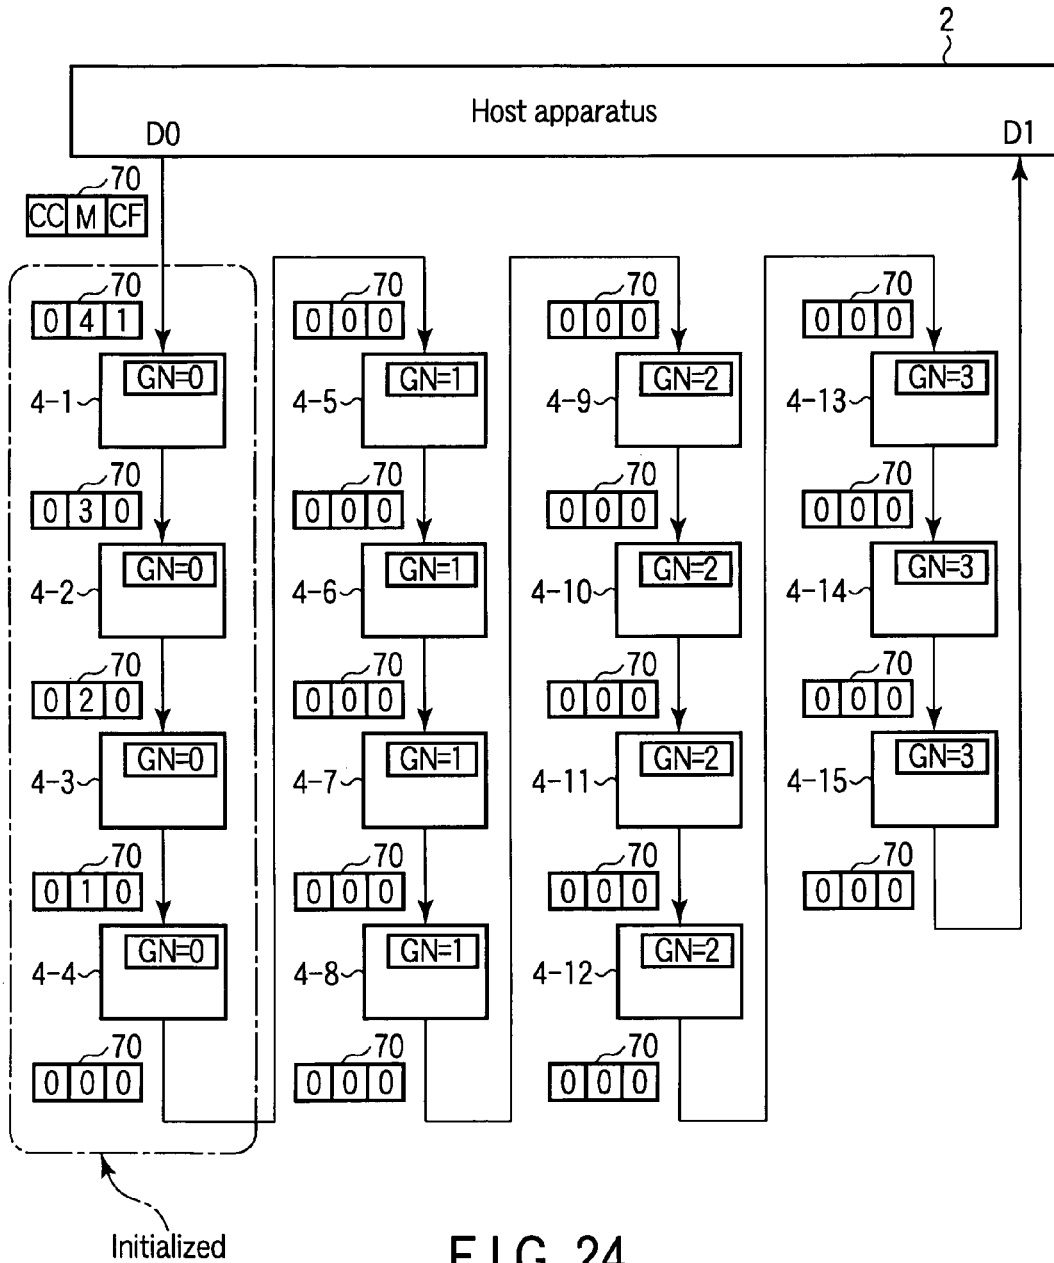 2
Host apparatus
D0
D1
70
CC M CF
70
0 4 1
GN=0
4-1
70
0 3 0
GN=0
4-2
70
0 2 0
GN=0
4-3
70
0 1 0
GN=0
4-4
70
0 0 0
70
0 0 0
GN=1
4-5
70
0 0 0
GN=1
4-6
70
0 0 0
GN=1
4-7
70
0 0 0
GN=1
4-8
70
0 0 0
70
0 0 0
GN=2
4-9
70
0 0 0
GN=2
4-10
70
0 0 0
GN=2
4-11
70
0 0 0
GN=2
4-12
70
0 0 0
70
0 0 0
GN=3
4-13
70
0 0 0
GN=3
4-14
70
0 0 0
GN=3
4-15
70
0 0 0
Initialized
FIG. 24